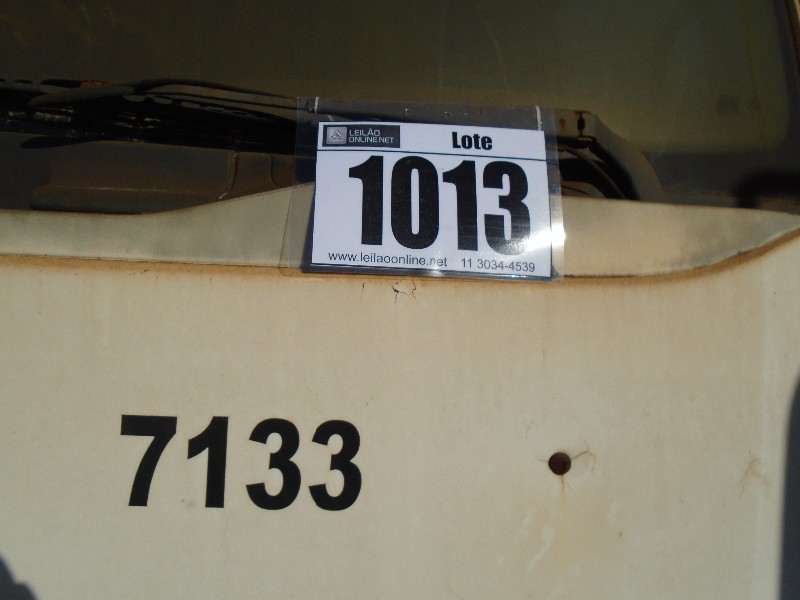 LEILÃO
ONLINE.NET
Lote
1013
www.leilaoonline.net 11 3034-4539
7133